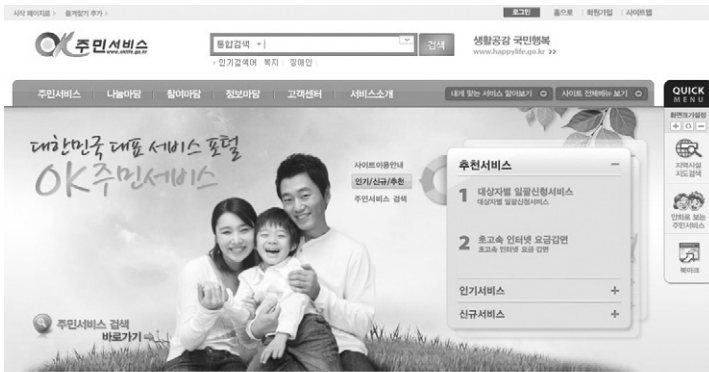 시작 페이지로 > 즐겨찾기 추가 >
로그인 홈으로 회원가입 사이트맵
OK 주민서비스
www.oklife.go.kr
통합검색 검색
› 인기검색어 복지 | 장애인 |
생활공감 국민행복
www.happylife.go.kr >>
주민서비스 나눔마당 참이마당 정보마당 고객센터 서비스소개
내게 맞는 서비스 알아보기 사이트 전체메뉴 보기
QUICK
MENU
화면크기설정
+ O -
지역시설
지도검색
만화로 보는
주민서비스
북마크
대한민국 대표 서비스 포털
OK 주민서비스
사이트이용안내
인기/신규/추천
주민서비스 검색
추천서비스 −
1 대상자별 일괄신청서비스
대상자별 일괄신청서비스
2 초고속 인터넷 요금감면
초고속 인터넷 요금 감면
인기서비스 +
신규서비스 +
주민서비스 검색
바로가기